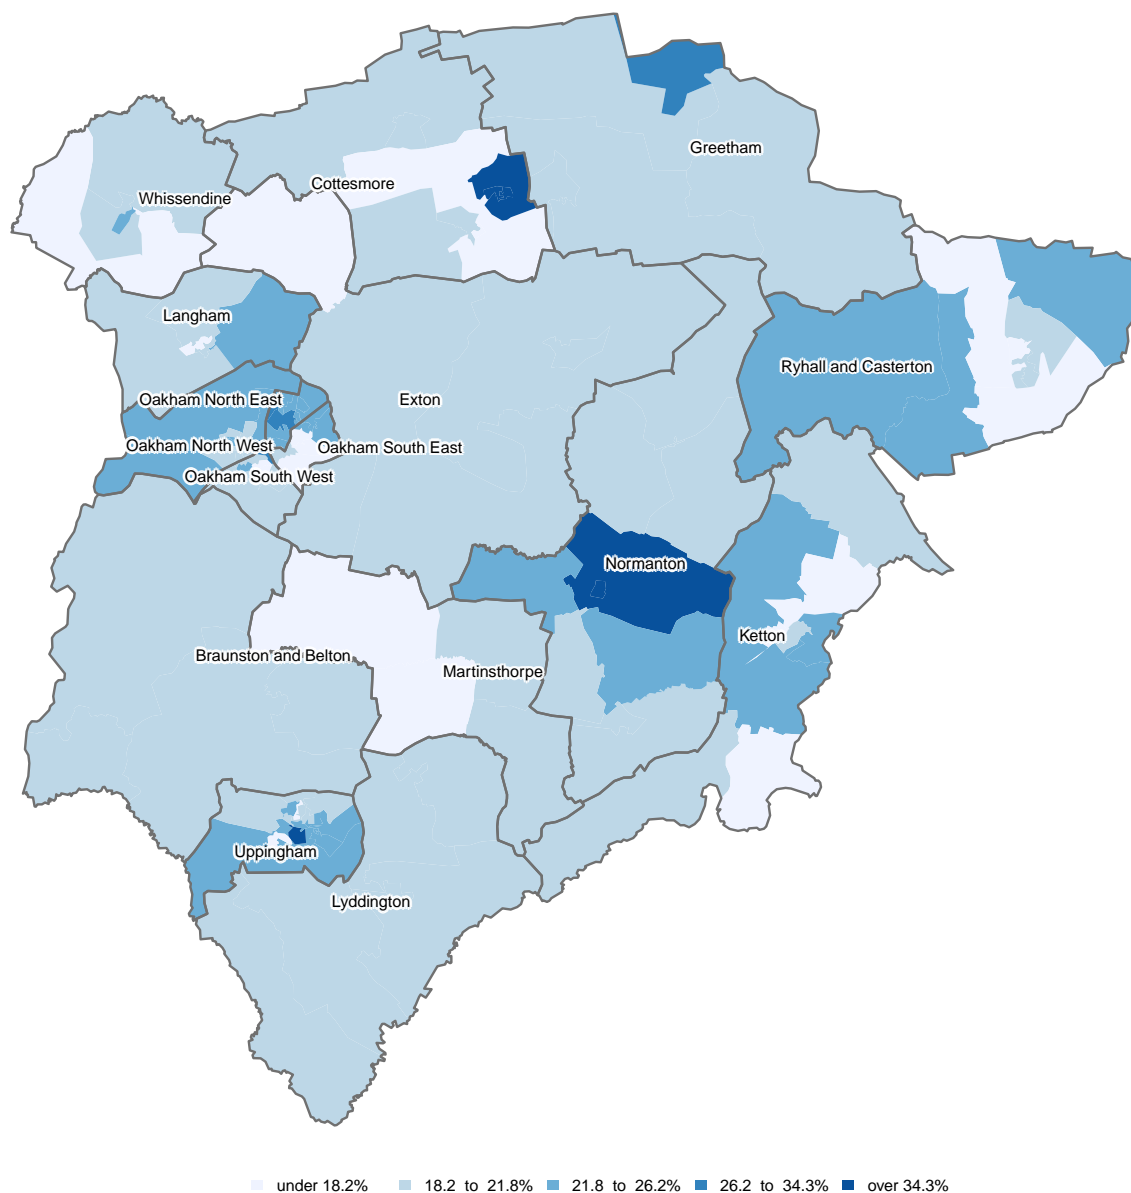 Greetham
Cottesmore
Whissendine
Langham
Ryhall and Casterton
Oakham North East
Exton
Oakham North West
Oakham South East
Oakham South West
Normanton
Ketton
Braunston and Belton
Martinsthorpe
Uppingham
Lyddington
under 18.2% 18.2 to 21.8% 21.8 to 26.2% 26.2 to 34.3% over 34.3%